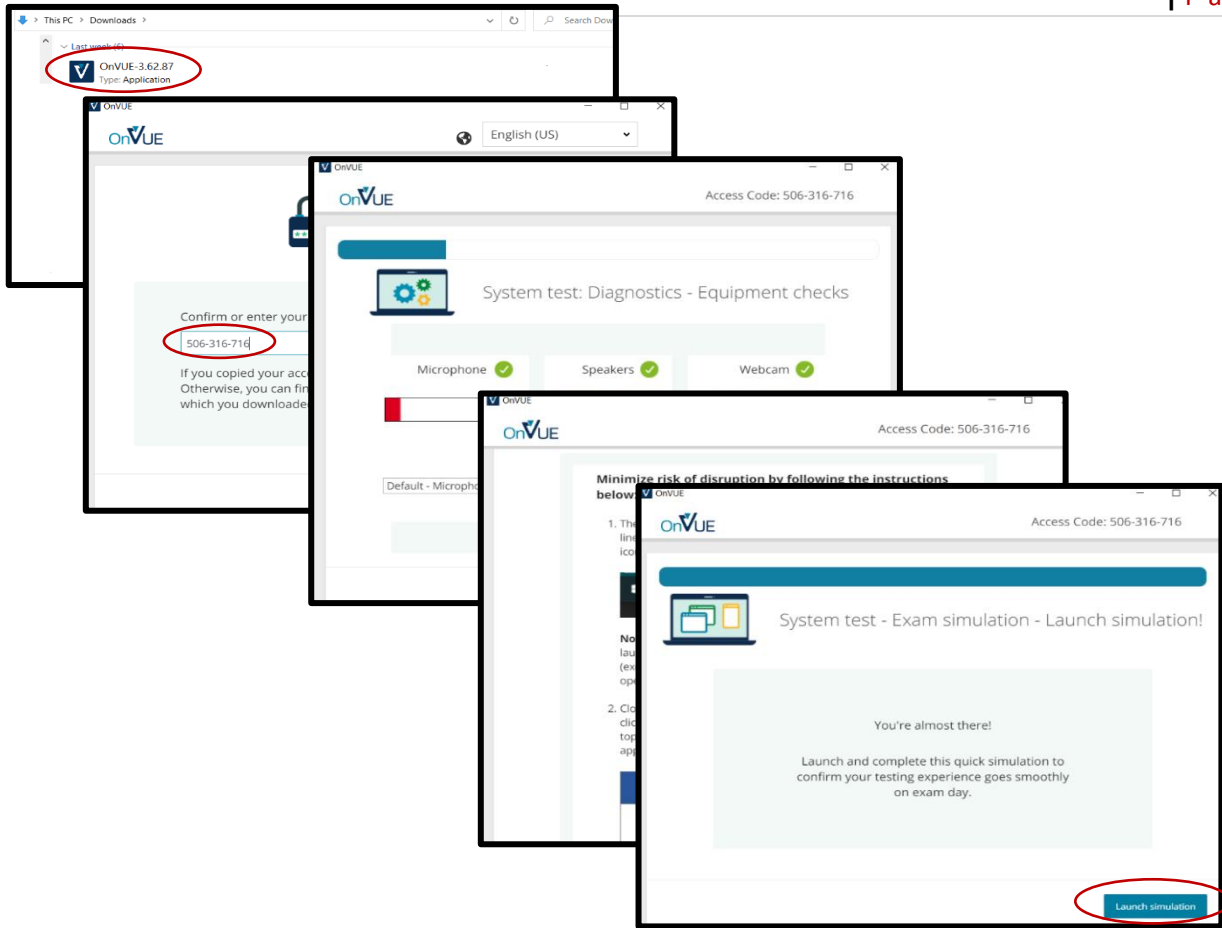 This PC > Downloads >
Search Dow
Last week (6)
OnVUE-3.62.87
Type: Application
OnVUE
OnVUE
English (US)
Confirm or enter your
506-316-716
If you copied your acc
Otherwise, you can fin
which you downloade
OnVUE
OnVUE
Access Code: 506-316-716
System test: Diagnostics - Equipment checks
Microphone
Speakers
Webcam
Default - Micropho
OnVUE
OnVUE
Access Code: 506-316-716
Minimize risk of disruption by following the instructions
below:
1. The
line
ico
No
lau
(ex
ope
2. Clo
clic
top
app
OnVUE
OnVUE
Access Code: 506-316-716
System test - Exam simulation - Launch simulation!
You're almost there!
Launch and complete this quick simulation to
confirm your testing experience goes smoothly
on exam day.
Launch simulation